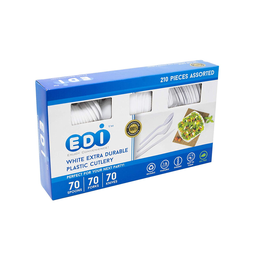 210 PIECES ASSORTED
EDI
WHITE EXTRA DURABLE
PLASTIC CUTLERY
PERFECT FOR YOUR NEXT PARTY!
70 70 70
SPOONS FORKS KNIVES